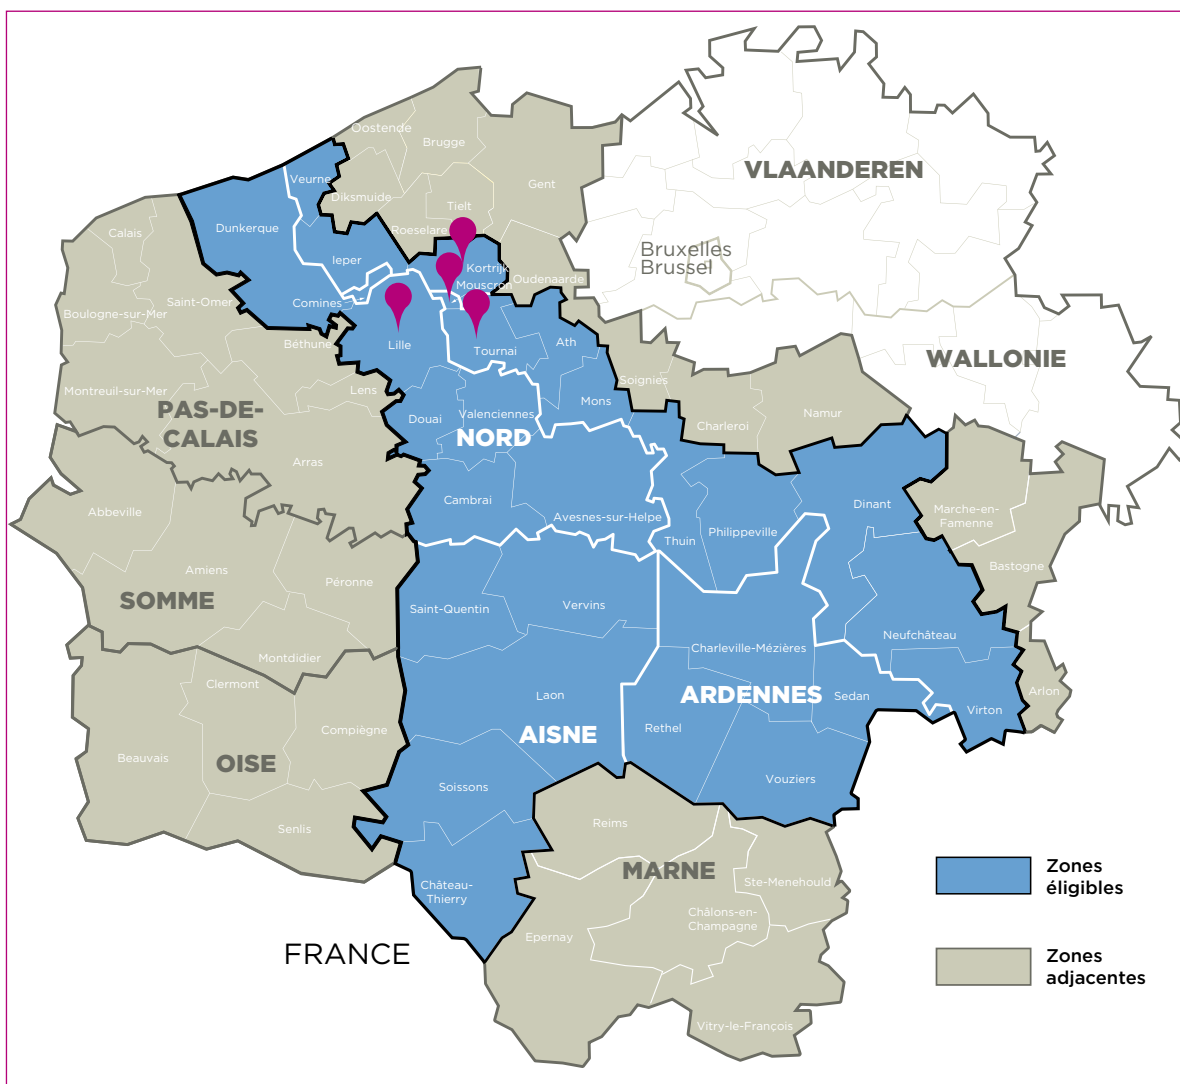 VLAANDEREN
Oostende
Brugge
Gent
Veurne
Diksmuide
Tielt
Roeselare
Dunkerque
Calais
Ieper
Kortrijk
Mouscron
Oudenaarde
Bruxelles
Brussel
Saint-Omer
Comines
Boulogne-sur-Mer
Béthune
Lille
Tournai
Ath
WALLONIE
Montreuil-sur-Mer
Lens
Soignies
Mons
Namur
Charleroi
PAS-DE-
CALAIS
Douai
Valenciennes
NORD
Arras
Cambrai
Abbeville
Avesnes-sur-Helpe
Thuin
Philippeville
Dinant
Marche-en-
Famenne
Bastogne
Amiens
Péronne
SOMME
Saint-Quentin
Vervins
Neufchâteau
Charleville-Mézières
Montdidier
Clermont
Laon
ARDENNES
Sedan
Arlon
Virton
Compiègne
AISNE
Rethel
Beauvais
OISE
Soissons
Vouziers
Senlis
Reims
MARNE
Ste-Menehould
Château-
Thierry
Châlons-en-
Champagne
Epernay
FRANCE
Vitry-le-François
Zones
éligibles
Zones
adjacentes